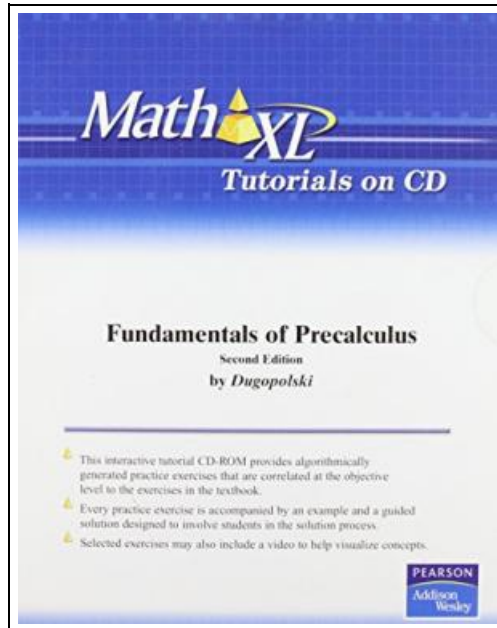 Math XL
Tutorials on CD
Fundamentals of Precalculus
Second Edition
by Dugopolski
This interactive tutorial CD-ROM provides algorithmically
generated practice exercises that are correlated at the objective
level to the exercises in the textbook.
Every practice exercise is accompanied by an example and a guided
solution designed to involve students in the solution process.
Selected exercises may also include a video to help visualize concepts.
PEARSON
Addison
Wesley